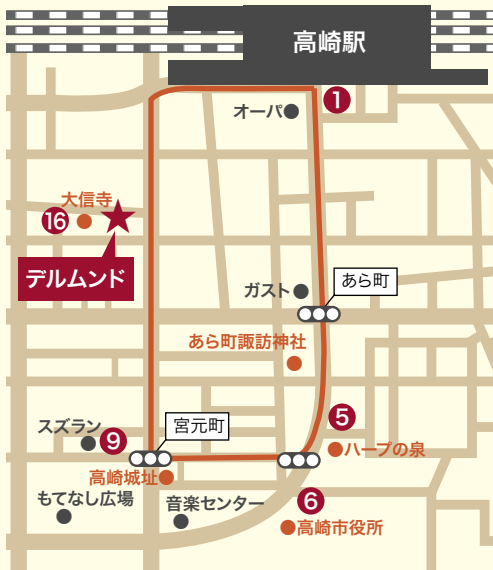 高崎駅
オーパ
1
大信寺
16
デルムンド
ガスト
あら町
あら町諏訪神社
スズラン
9
宮元町
5
ハープの泉
高崎城址
もてなし広場
音楽センター
6
高崎市役所